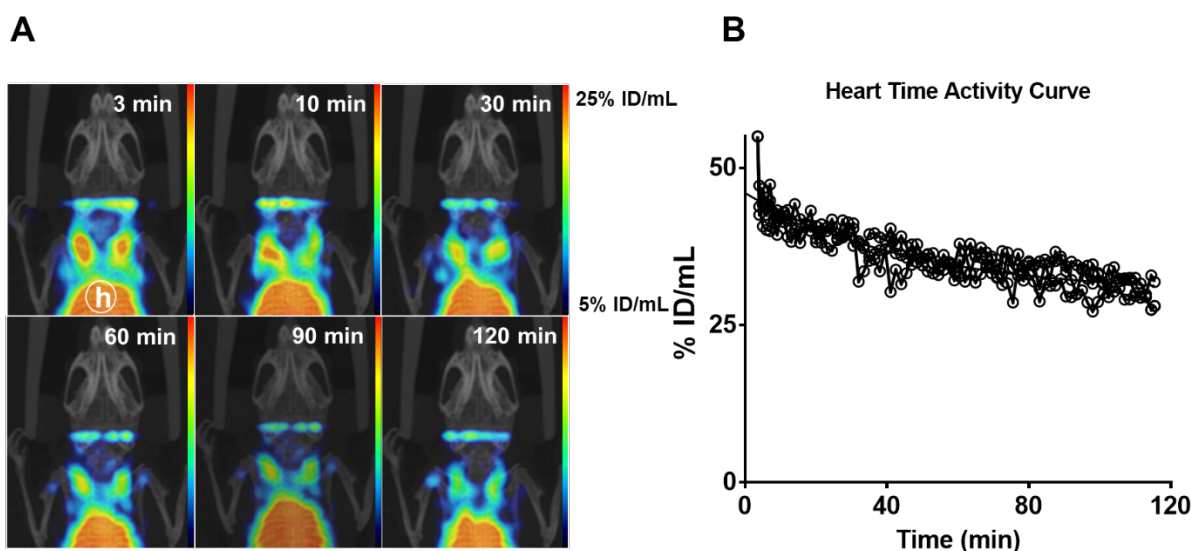 A
3 min
10 min
30 min
25% ID/mL
h
5% ID/mL
60 min
90 min
120 min
B
Heart Time Activity Curve
% ID/mL
50
25
0
0
40
80
120
Time (min)